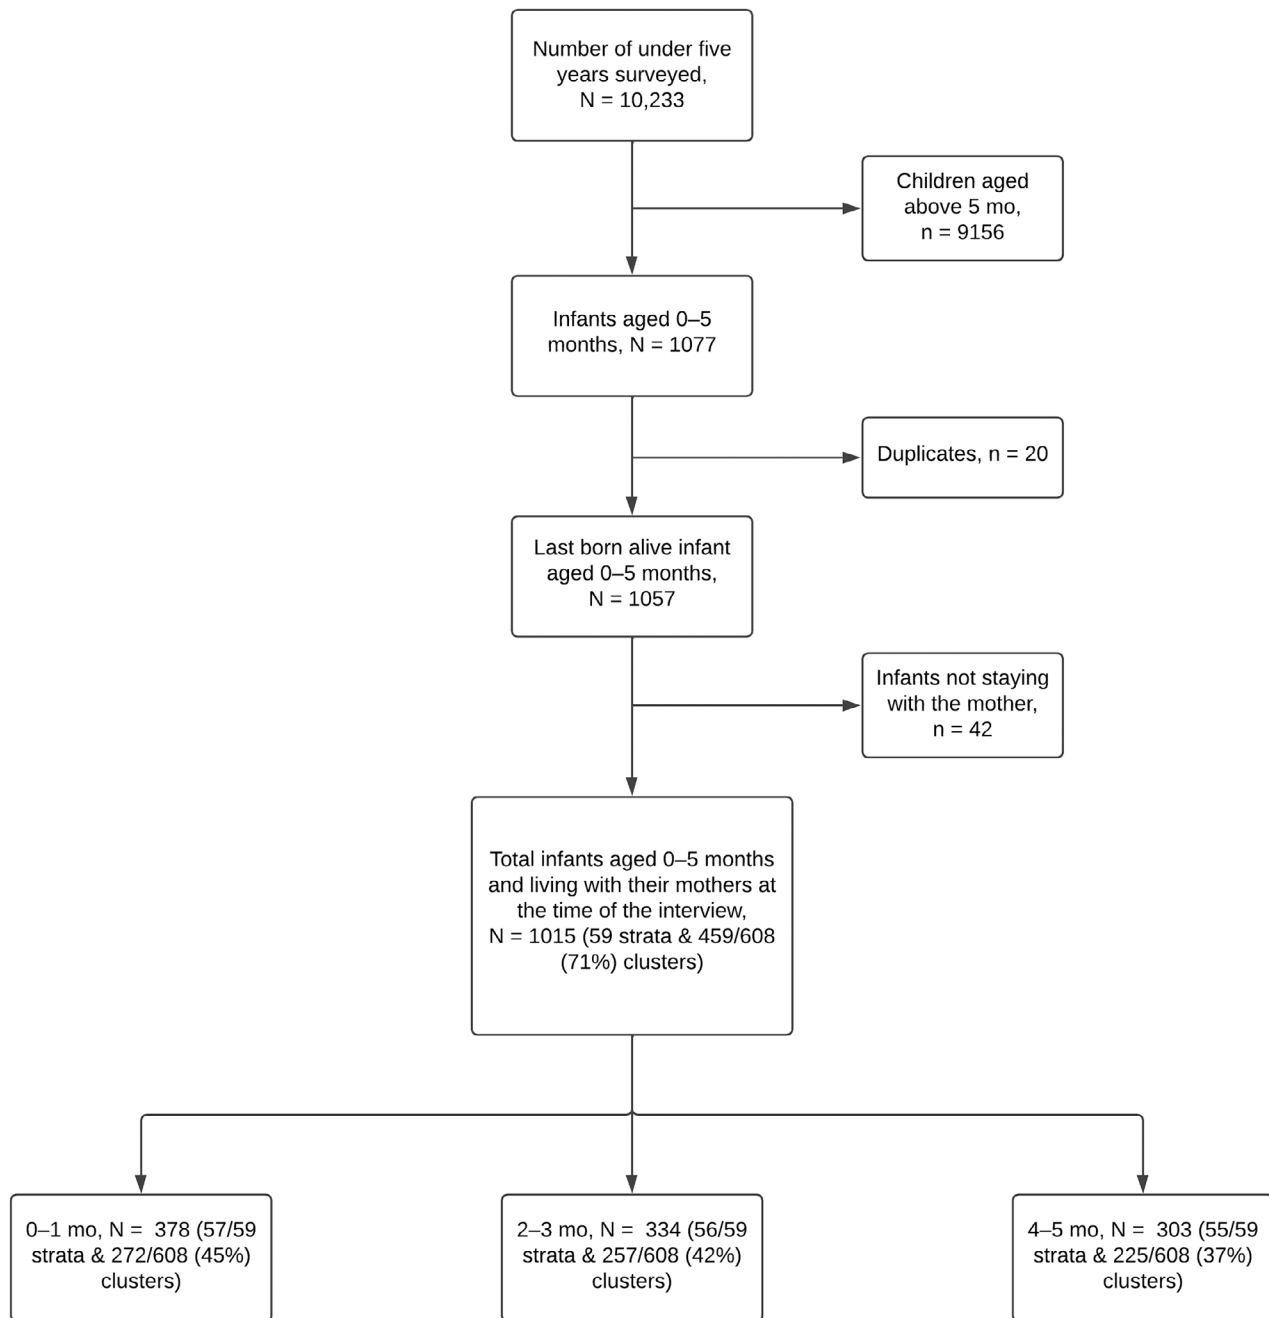 Number of under five
years surveyed,
N = 10,233
Children aged
above 5 mo,
n = 9156
Infants aged 0–5
months, N = 1077
Duplicates, n = 20
Last born alive infant
aged 0–5 months,
N = 1057
Infants not staying
with the mother,
n = 42
Total infants aged 0–5 months
and living with their mothers at
the time of the interview,
N = 1015 (59 strata & 459/608
(71%) clusters)
0–1 mo, N =  378 (57/59
strata & 272/608 (45%)
clusters)
2–3 mo, N =  334 (56/59
strata & 257/608 (42%)
clusters)
4–5 mo, N =  303 (55/59
strata & 225/608 (37%)
clusters)